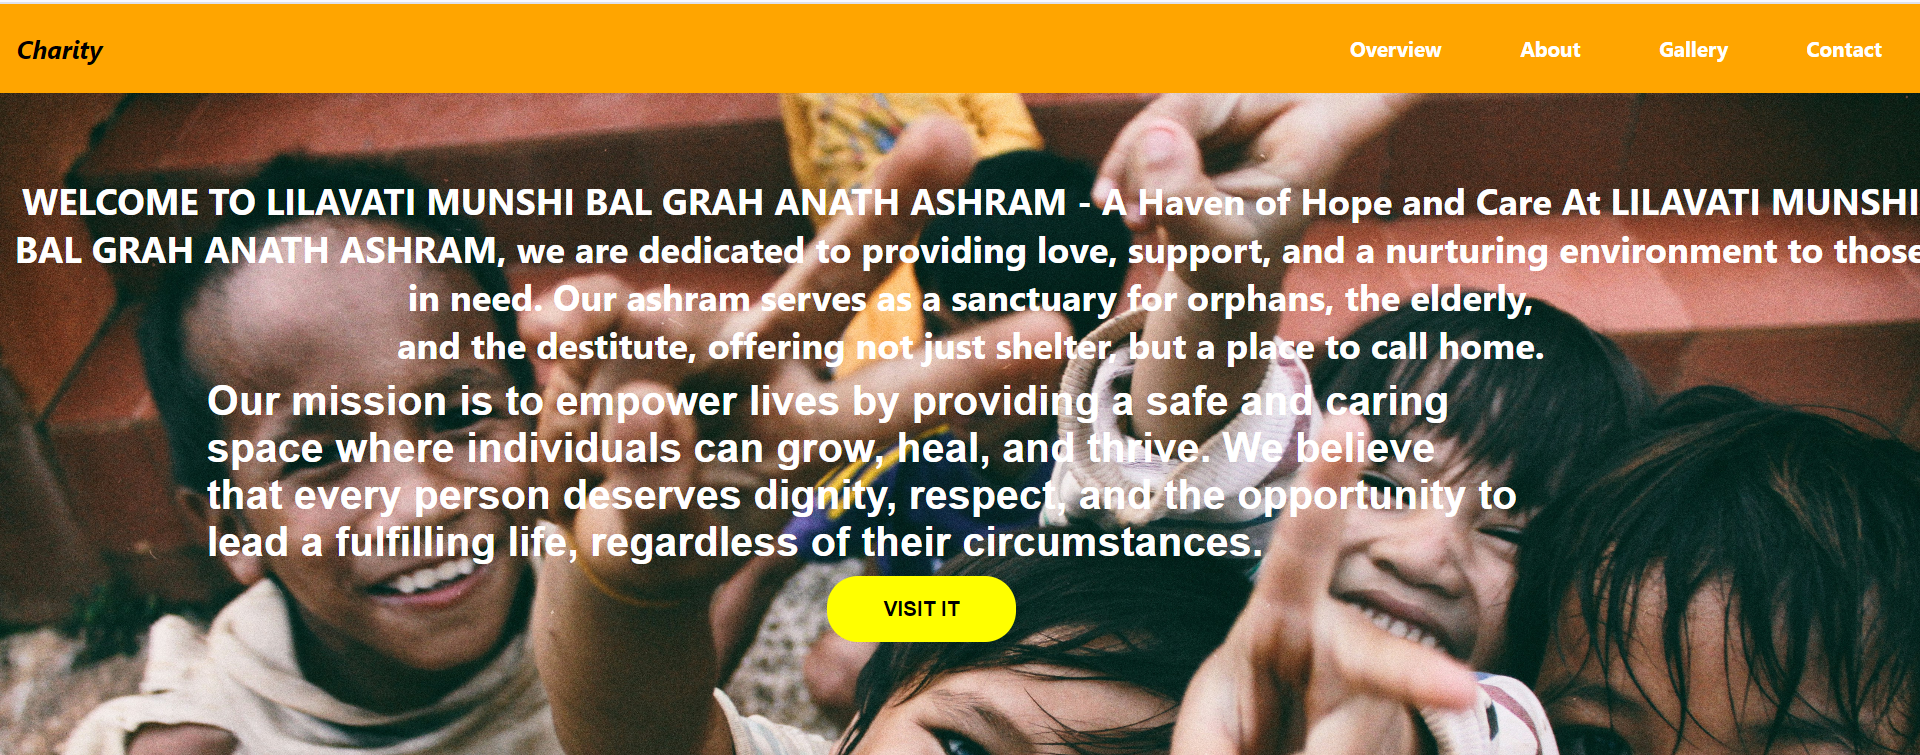 Charity
Overview About Gallery Contact
WELCOME TO LILAVATI MUNSHI BAL GRAH ANATH ASHRAM - A Haven of Hope and Care At LILAVATI MUNSHI
BAL GRAH ANATH ASHRAM, we are dedicated to providing love, support, and a nurturing environment to those
in need. Our ashram serves as a sanctuary for orphans, the elderly,
and the destitute, offering not just shelter, but a place to call home.
Our mission is to empower lives by providing a safe and caring
space where individuals can grow, heal, and thrive. We believe
that every person deserves dignity, respect, and the opportunity to
lead a fulfilling life, regardless of their circumstances.
VISIT IT